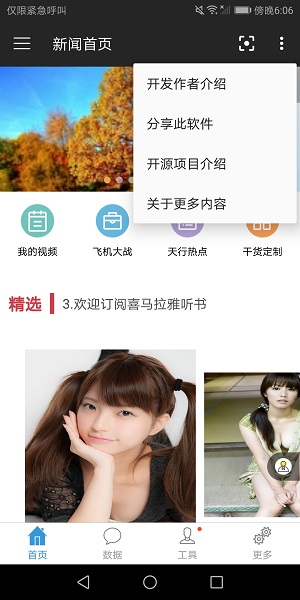 仅限紧急呼叫
傍晚6:06
新闻首页
开发作者介绍
分享此软件
开源项目介绍
关于更多内容
我的视频
飞机大战
天行热点
干货定制
精选
3.欢迎订阅喜马拉雅听书
首页
数据
工具
更多